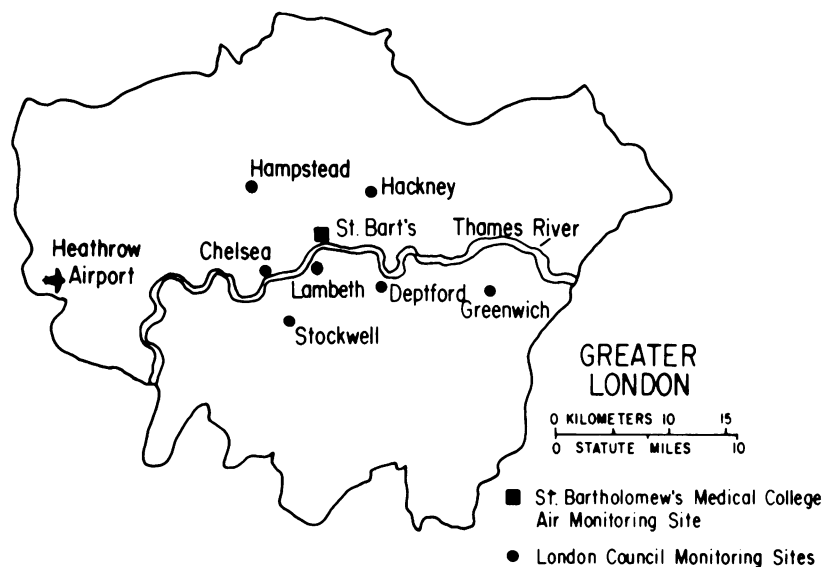 Hampstead
Hackney
St. Bart's
Thames River
Heathrow
Airport
Chelsea
Lambeth
Deptford
Greenwich
Stockwell
GREATER
LONDON
0 KILOMETERS 10 15
0 STATUTE MILES 10
St. Bartholomew's Medical College
Air Monitoring Site
London Council Monitoring Sites